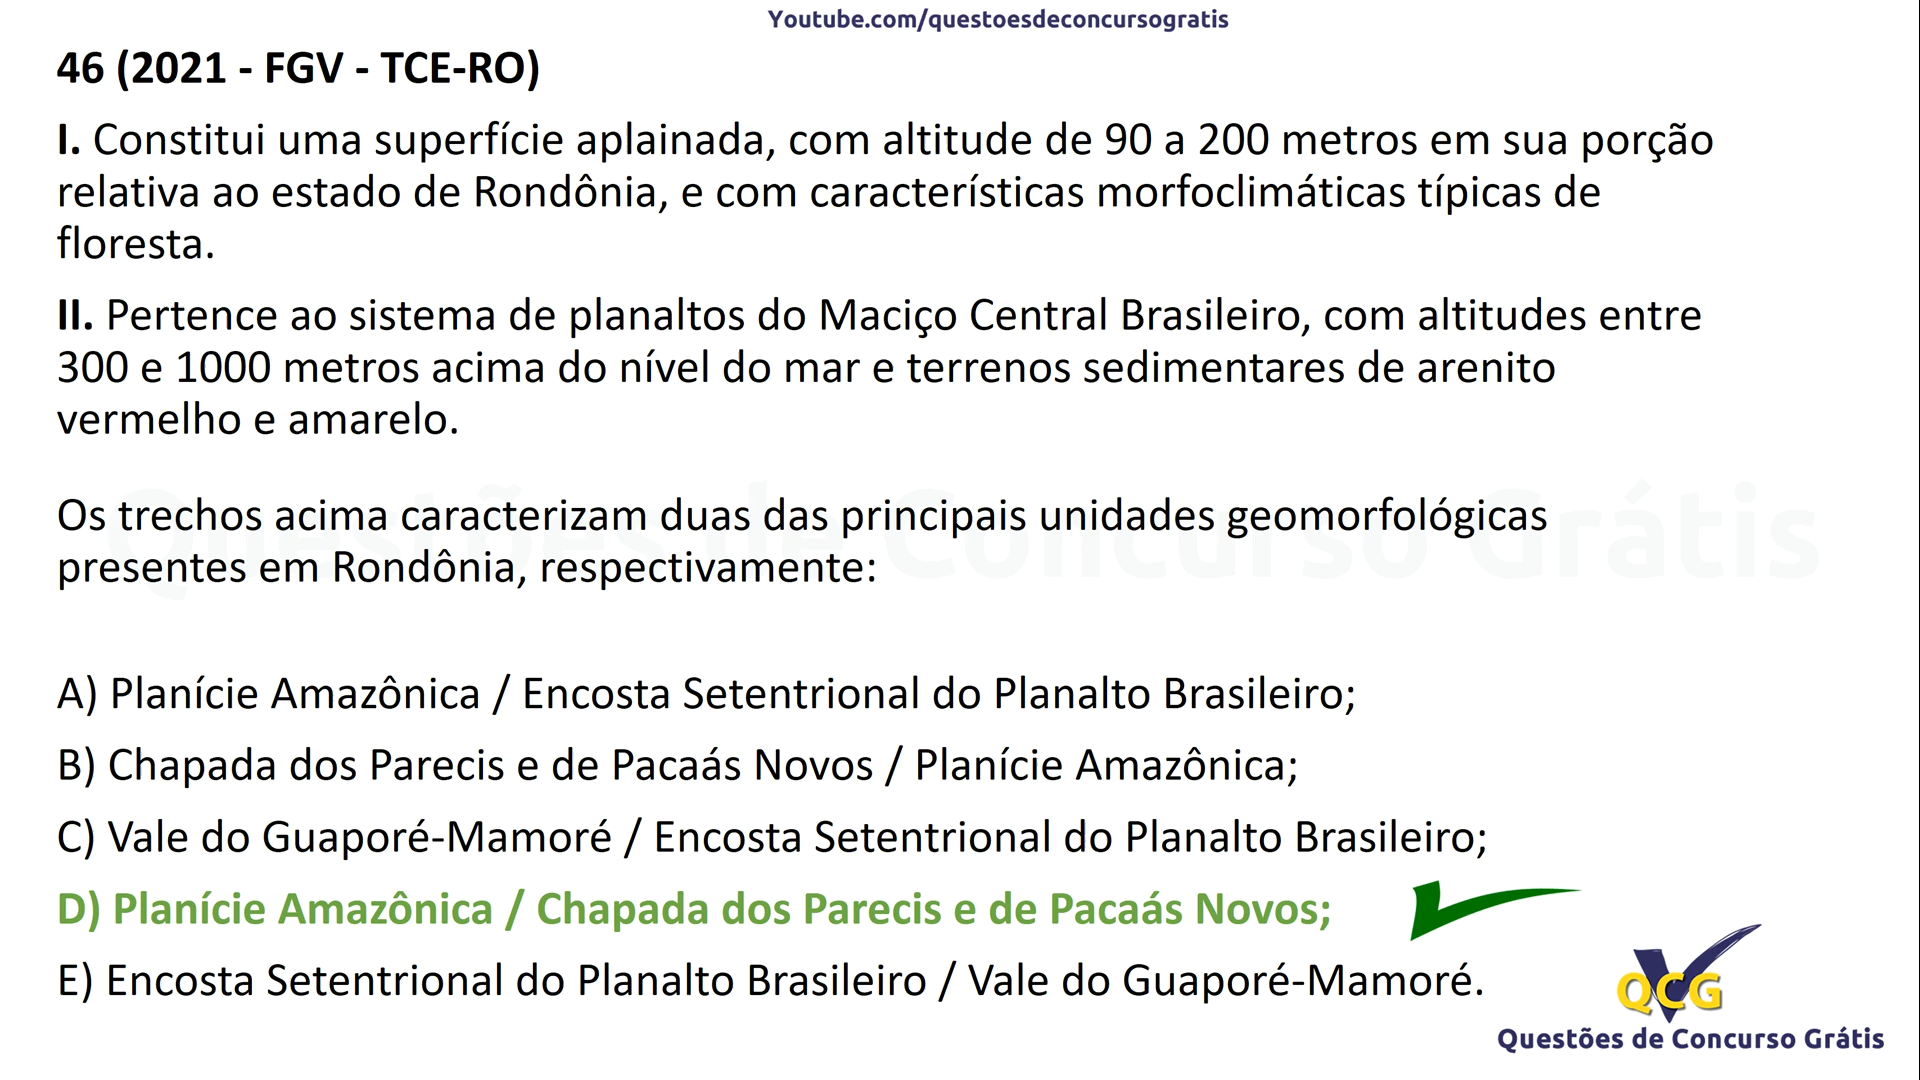 Youtube.com/questoesdeconcursogratis
46 (2021 - FGV - TCE-RO)
I. Constitui uma superfície aplainada, com altitude de 90 a 200 metros em sua porção
relativa ao estado de Rondônia, e com características morfoclimáticas típicas de
floresta.
II. Pertence ao sistema de planaltos do Maciço Central Brasileiro, com altitudes entre
300 e 1000 metros acima do nível do mar e terrenos sedimentares de arenito
vermelho e amarelo.
Questões de Concurso Grátis
Os trechos acima caracterizam duas das principais unidades geomorfológicas
presentes em Rondônia, respectivamente:
A) Planície Amazônica / Encosta Setentrional do Planalto Brasileiro;
B) Chapada dos Parecis e de Pacaás Novos / Planície Amazônica;
C) Vale do Guaporé-Mamoré / Encosta Setentrional do Planalto Brasileiro;
D) Planície Amazônica / Chapada dos Parecis e de Pacaás Novos;
E) Encosta Setentrional do Planalto Brasileiro / Vale do Guaporé-Mamoré.
QCG
Questões de Concurso Grátis